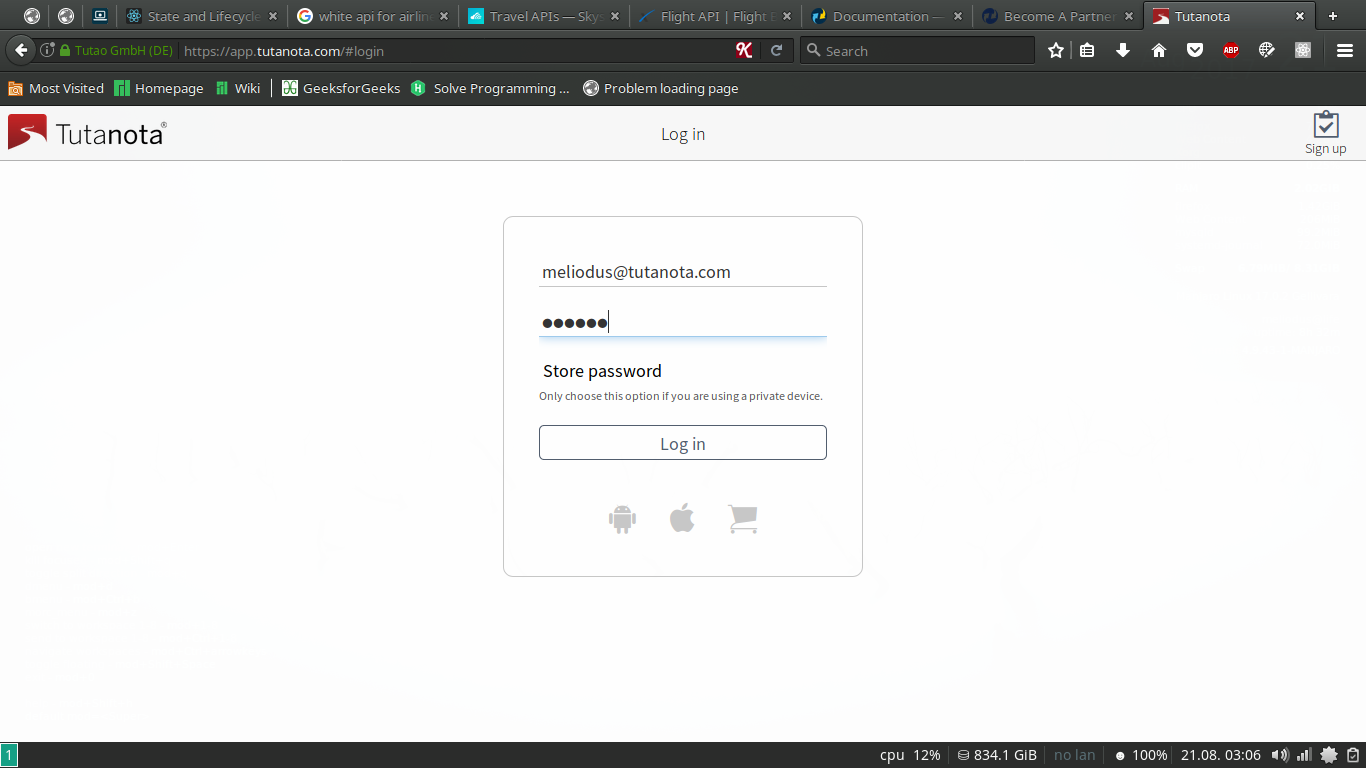 State and Lifecycle
white api for airlin
Travel APIs — Sky
Flight API | Flight
Documentation —
Become A Partner
Tutanota
Tutao GmbH (DE) https://app.tutanota.com/#login
Search
ABP
Most Visited Homepage Wiki GeeksforGeeks Solve Programming ... Problem loading page
Tutanota® Log in
Sign up
meliodus@tutanota.com
Store password
Only choose this option if you are using a private device.
Log in
1 cpu 12% 834.1 GiB no lan 100% 21.08. 03:06